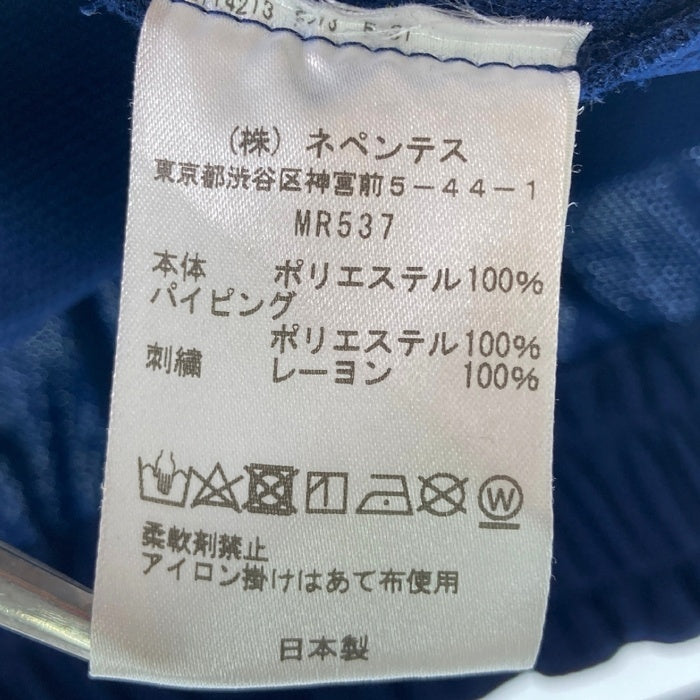 (株) ネペンテス
東京都渋谷区神宮前5-44-1
MR537
本体 ポリエステル100%
パイピング
ポリエステル100%
刺繍 レーヨン 100%
W
柔軟剤禁止
アイロン掛けはあて布使用
日本製